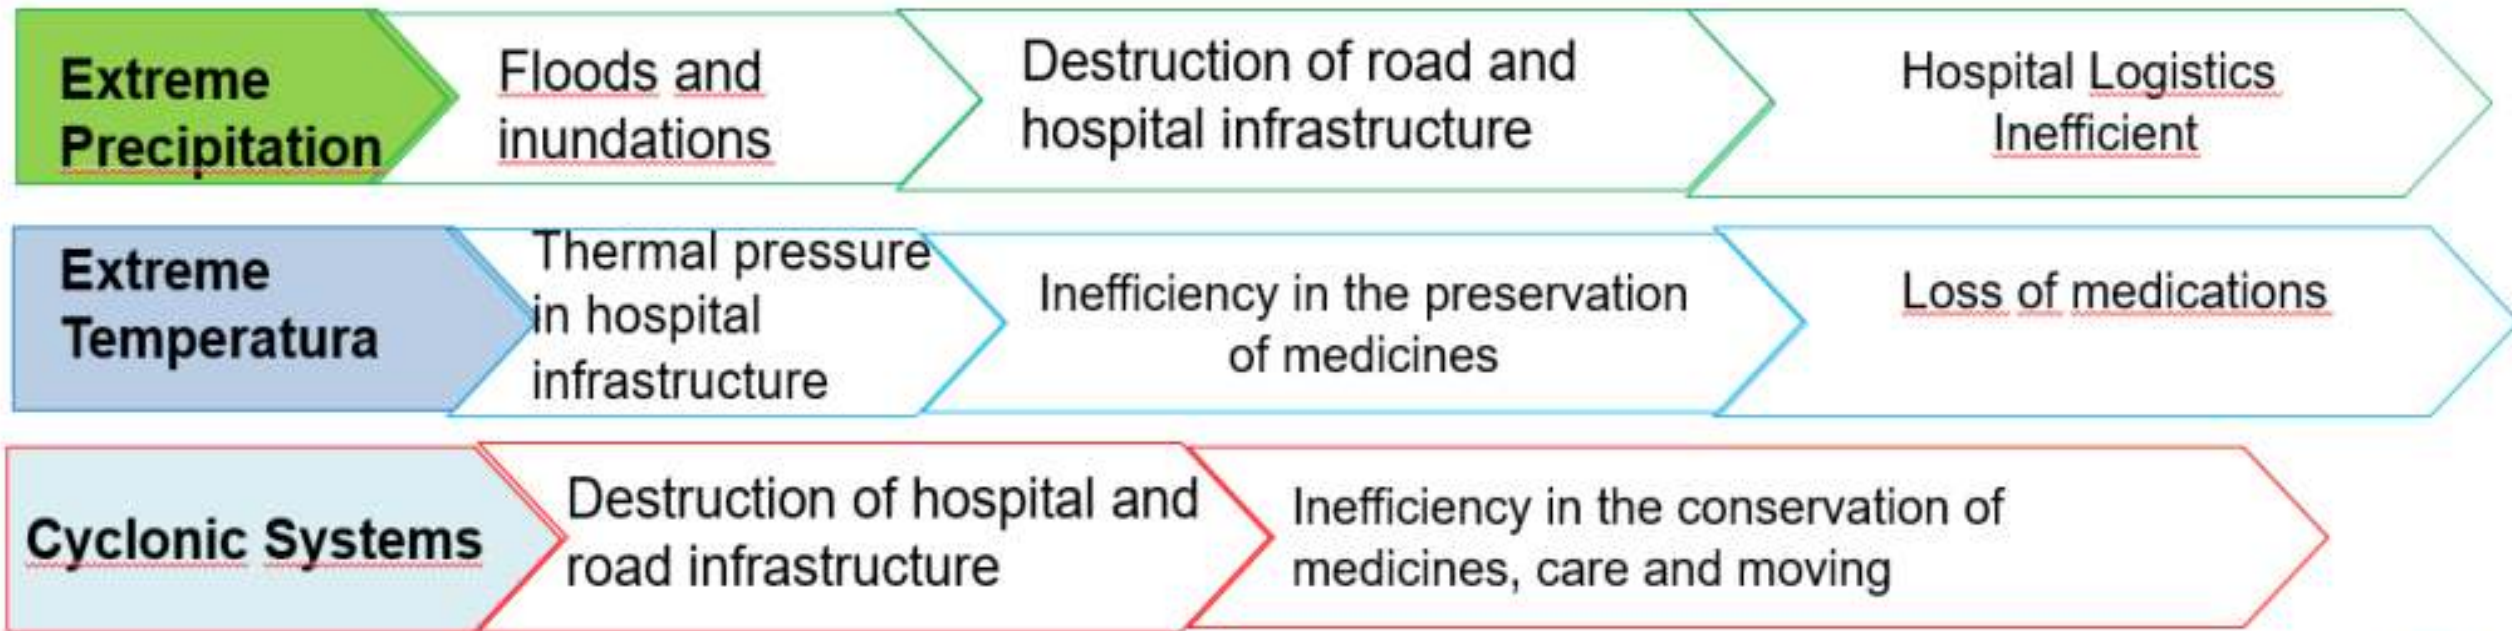 Extreme
Precipitation
Floods and
inundations
Destruction of road and
hospital infrastructure
Hospital Logistics
Inefficient
Extreme
Temperatura
Thermal pressure
in hospital
infrastructure
Inefficiency in the preservation
of medicines
Loss of medications
Cyclonic Systems
Destruction of hospital and
road infrastructure
Inefficiency in the conservation of
medicines, care and moving